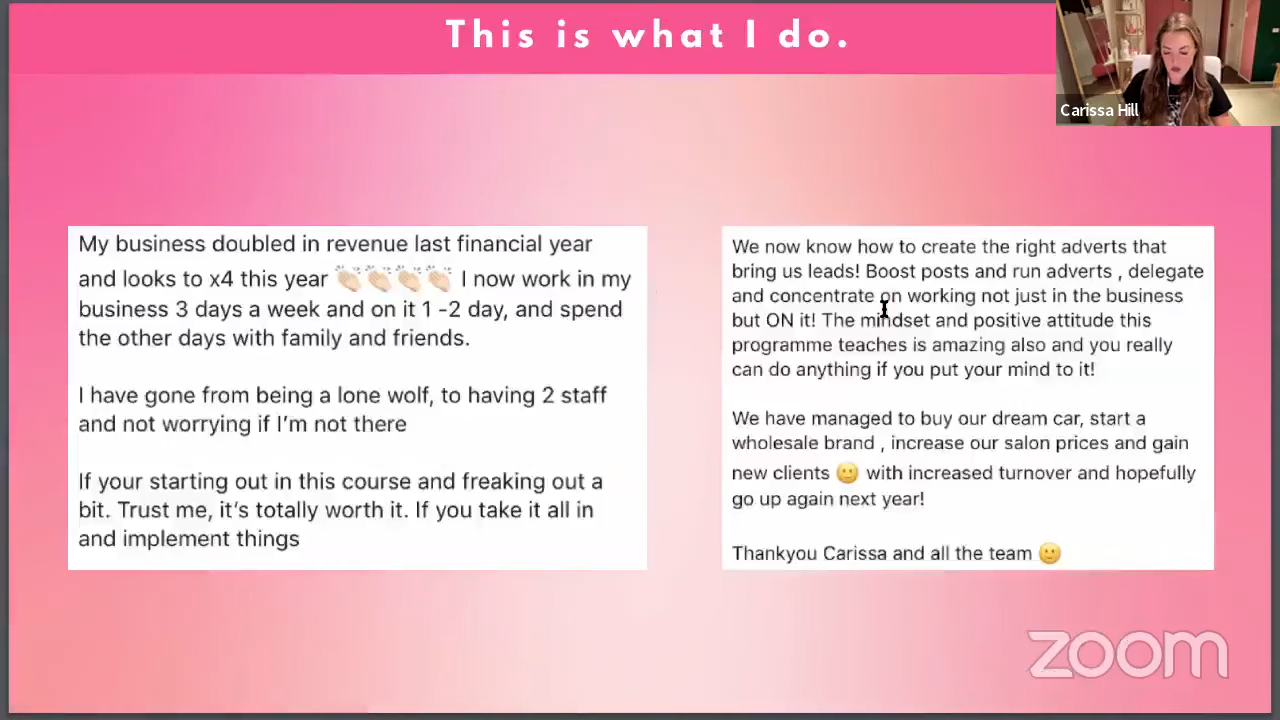 This is what I do.
Carissa Hill
My business doubled in revenue last financial year
and looks to x4 this year 👏🏻👏🏻👏🏻👏🏻 I now work in my
business 3 days a week and on it 1 -2 day, and spend
the other days with family and friends.
I have gone from being a lone wolf, to having 2 staff
and not worrying if I'm not there
If your starting out in this course and freaking out a
bit. Trust me, it's totally worth it. If you take it all in
and implement things
We now know how to create the right adverts that
bring us leads! Boost posts and run adverts , delegate
and concentrate on working not just in the business
but ON it! The mindset and positive attitude this
programme teaches is amazing also and you really
can do anything if you put your mind to it!
We have managed to buy our dream car, start a
wholesale brand , increase our salon prices and gain
new clients 🙂 with increased turnover and hopefully
go up again next year!
Thankyou Carissa and all the team 🙂
zoom